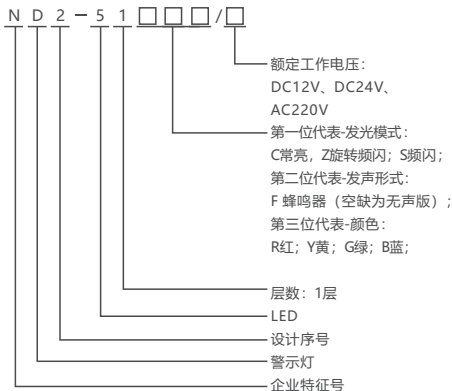 ND2-51□□□/□
额定工作电压：
DC12V、DC24V、
AC220V
第一位代表-发光模式：
C常亮，Z旋转频闪；S频闪；
第二位代表-发声形式：
F 蜂鸣器（空缺为无声版）；
第三位代表-颜色：
R红；Y黄；G绿；B蓝；
层数：1层
LED
设计序号
警示灯
企业特征号